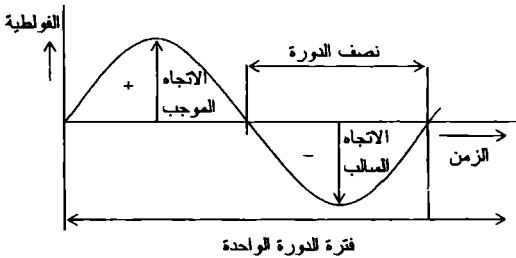 الفولطية
نصف الدورة
الاتجاه
الموجب
+
الاتجاه
السالب
−
الزمن
فترة الدورة الواحدة